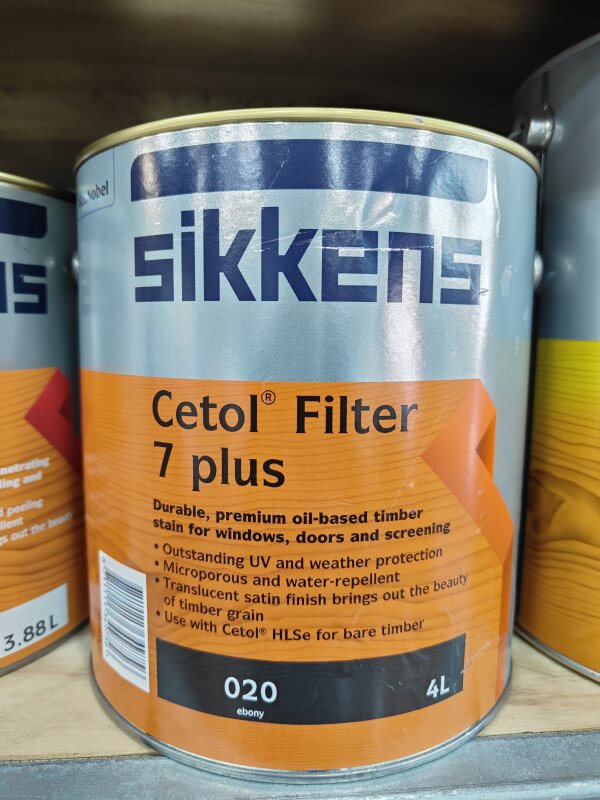 sikkens
Cetol® Filter
7 plus
Durable, premium oil-based timber
stain for windows, doors and screening
• Outstanding UV and weather protection
• Microporous and water-repellent
• Translucent satin finish brings out the beauty
of timber grain
• Use with Cetol® HLSe for bare timber
020
ebony
4L
3.88 L